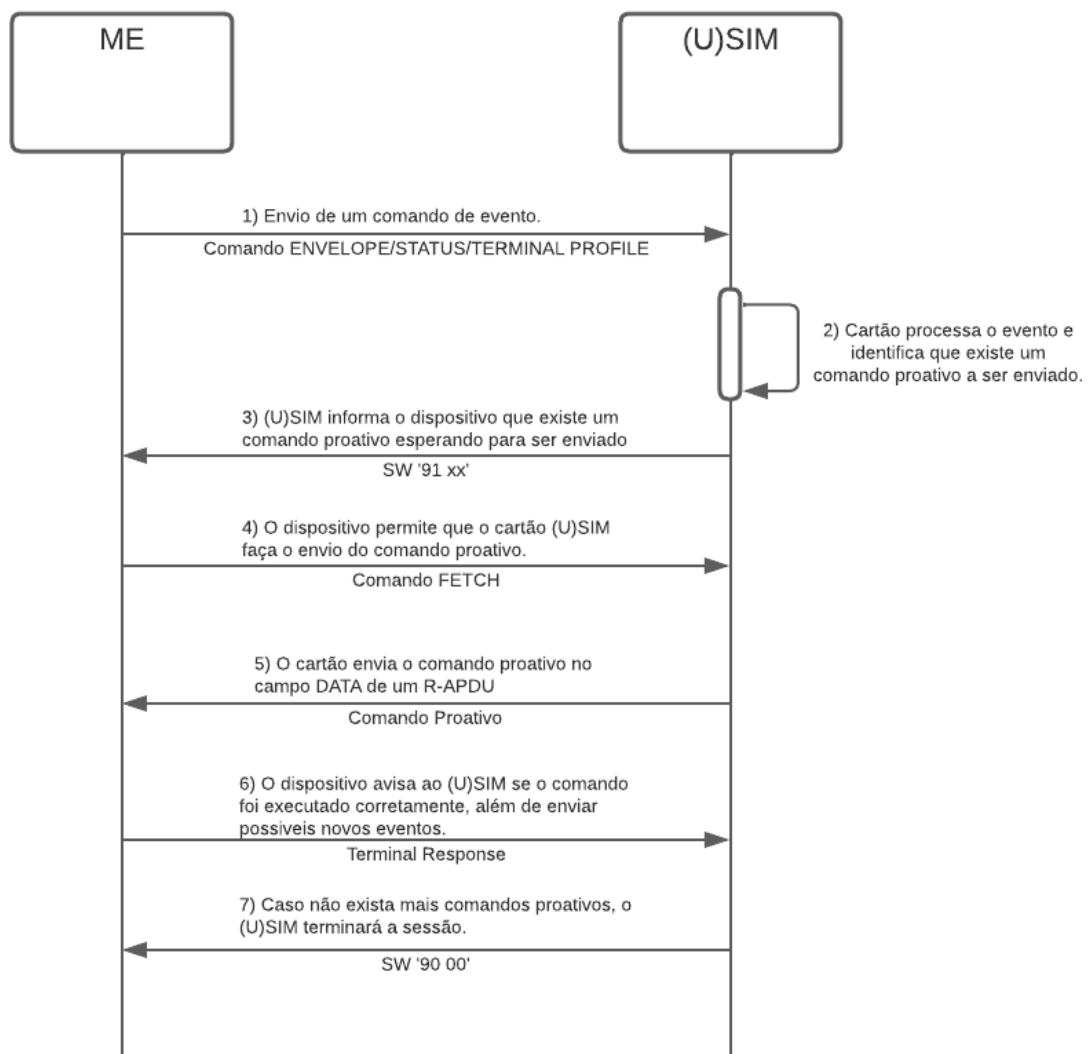 ME
(U)SIM
1) Envio de um comando de evento.
Comando ENVELOPE/STATUS/TERMINAL PROFILE
2) Cartão processa o evento e
identifica que existe um
comando proativo a ser enviado.
3) (U)SIM informa o dispositivo que existe um
comando proativo esperando para ser enviado
SW '91 xx'
4) O dispositivo permite que o cartão (U)SIM
faça o envio do comando proativo.
Comando FETCH
5) O cartão envia o comando proativo no
campo DATA de um R-APDU
Comando Proativo
6) O dispositivo avisa ao (U)SIM se o comando
foi executado corretamente, além de enviar
possiveis novos eventos.
Terminal Response
7) Caso não exista mais comandos proativos, o
(U)SIM terminará a sessão.
SW '90 00'